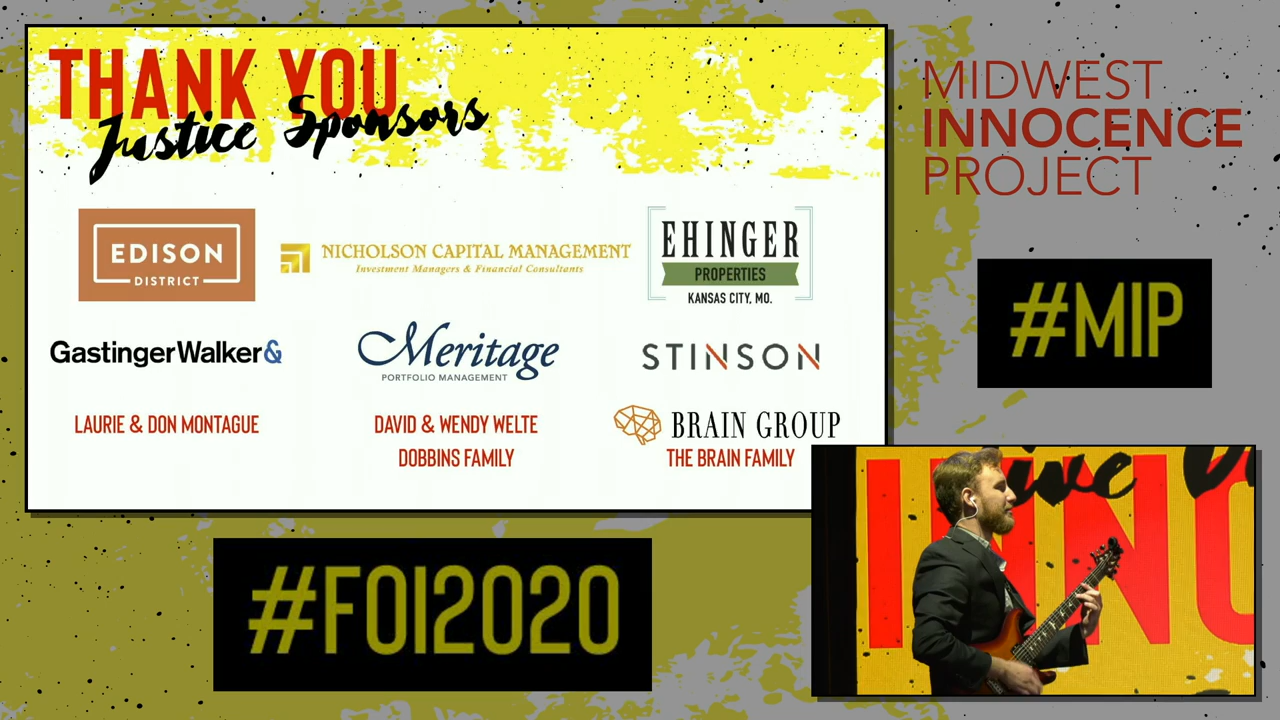 THANK YOU
Justice Sponsors
EDISON
DISTRICT
NICHOLSON CAPITAL MANAGEMENT
Investment Managers & Financial Consultants
EHINGER
PROPERTIES
KANSAS CITY, MO.
GastingerWalker&
Meritage
PORTFOLIO MANAGEMENT
STINSON
LAURIE & DON MONTAGUE
DAVID & WENDY WELTE
DOBBINS FAMILY
BRAIN GROUP
THE BRAIN FAMILY
MIDWEST
INNOCENCE
PROJECT
#MIP
#FOI2020
ive
INNO